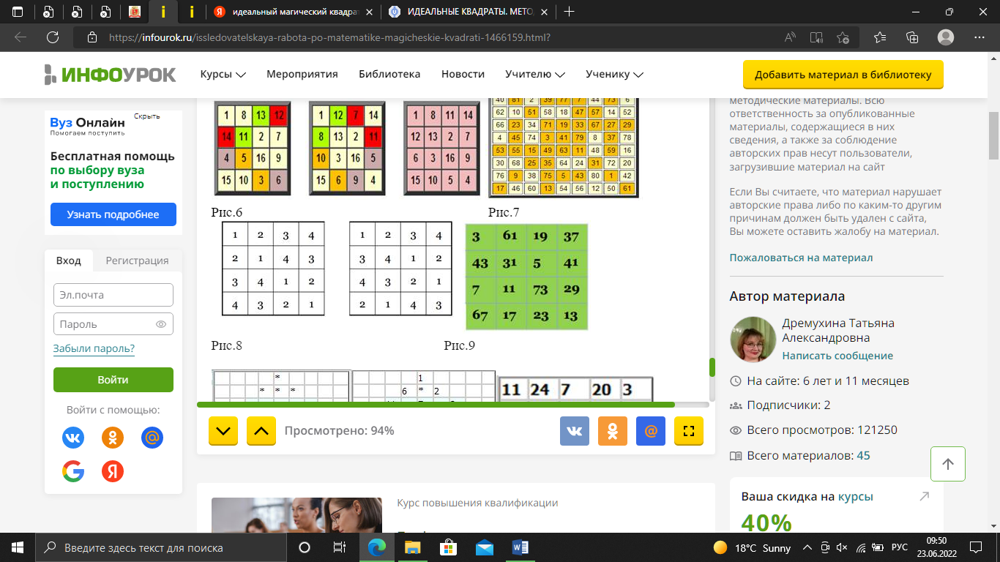 идеальный магический квадрат
ИДЕАЛЬНЫЕ КВАДРАТЫ. МЕТО
https://infourok.ru/issledovatelskaya-rabota-po-matematike-magicheskie-kvadrati-1466159.html?
ИНФОУРОК
Курсы Мероприятия Библиотека Новости Учителю Ученику
Добавить материал в библиотеку
Вуз Онлайн
Скрыть
Помогаем поступить
Бесплатная помощь
по выбору вуза
и поступлению
Узнать подробнее
Вход Регистрация
Эл.почта
Пароль
Забыли пароль?
Войти
Войти с помощью:
1 8 13 12
14 11 2 7
4 5 16 9
15 10 3 6
1 12 7 14
8 13 2 11
10 3 16 5
15 6 9 4
1 8 11 14
12 13 2 7
6 3 16 9
15 10 5 4
40 81 2 39 77 7 44 73 6
62 10 51 58 18 47 57 14 52
66 23 34 71 19 33 67 27 29
4 45 74 3 41 79 8 37 78
53 55 15 49 63 11 48 59 16
30 68 25 35 64 24 31 72 20
76 9 38 75 5 43 80 1 42
17 46 60 13 54 56 12 50 61
Рис.6 Рис.7
1 2 3 4
2 1 4 3
3 4 1 2
4 3 2 1
1 2 3 4
3 4 1 2
4 3 2 1
2 1 4 3
3 61 19 37
43 31 5 41
7 11 73 29
67 17 23 13
Рис.8 Рис.9
*
* * *
1
6 * 2
11 24 7 20 3
Просмотрено: 94%
Курс повышения квалификации
методические материалы. Всю
ответственность за опубликованные
материалы, содержащиеся в них
сведения, а также за соблюдение
авторских прав несут пользователи,
загрузившие материал на сайт
Если Вы считаете, что материал нарушает
авторские права либо по каким-то другим
причинам должен быть удален с сайта,
Вы можете оставить жалобу на материал.
Пожаловаться на материал
Автор материала
Дремухина Татьяна
Александровна
Написать сообщение
На сайте: 6 лет и 11 месяцев
Подписчики: 2
Всего просмотров: 121250
Всего материалов: 45
Ваша скидка на курсы
40%
Введите здесь текст для поиска
18°C Sunny
РУС
09:50
23.06.2022